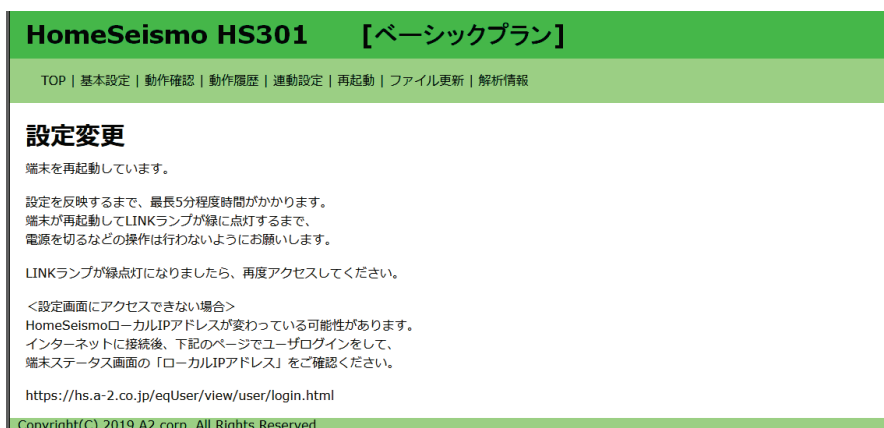 HomeSeismo HS301 [ベーシックプラン]
TOP | 基本設定 | 動作確認 | 動作履歴 | 連動設定 | 再起動 | ファイル更新 | 解析情報
設定変更
端末を再起動しています。
設定を反映するまで、最長5分程度時間がかかります。
端末が再起動してLINKランプが緑に点灯するまで、
電源を切るなどの操作は行わないようにお願いします。
LINKランプが緑点灯になりましたら、再度アクセスしてください。
＜設定画面にアクセスできない場合＞
HomeSeismoローカルIPアドレスが変わっている可能性があります。
インターネットに接続後、下記のページでユーザログインをして、
端末ステータス画面の「ローカルIPアドレス」をご確認ください。
https://hs.a-2.co.jp/eqUser/view/user/login.html
Copyright(C) 2019 A2 corp. All Rights Reserved